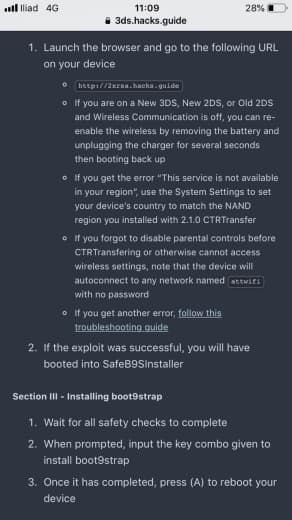 Iliad 4G 11:09 28%
3ds.hacks.guide
1. Launch the browser and go to the following URL
on your device
http://2xrsa.hacks.guide
If you are on a New 3DS, New 2DS, or Old 2DS
and Wireless Communication is off, you can re-
enable the wireless by removing the battery and
unplugging the charger for several seconds
then booting back up
If you get the error “This service is not available
in your region”, use the System Settings to set
your device's country to match the NAND
region you installed with 2.1.0 CTRTransfer
If you forgot to disable parental controls before
CTRTransfering or otherwise cannot access
wireless settings, note that the device will
autoconnect to any network named attwifi
with no password
If you get another error, follow this
troubleshooting guide
2. If the exploit was successful, you will have
booted into SafeB9SInstaller
Section III - Installing boot9strap
1. Wait for all safety checks to complete
2. When prompted, input the key combo given to
install boot9strap
3. Once it has completed, press (A) to reboot your
device